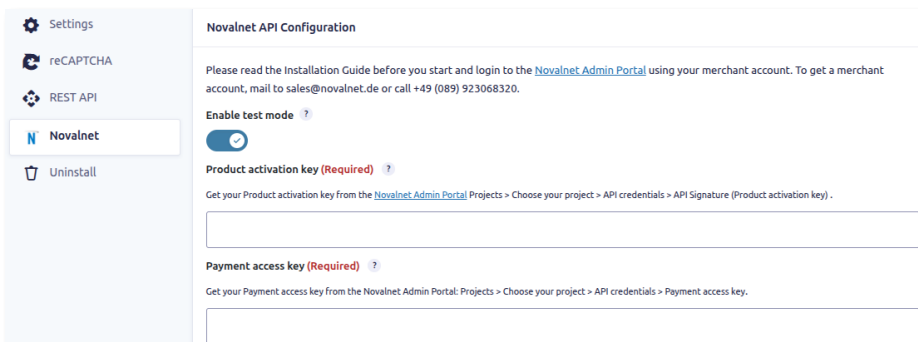 Settings
reCAPTCHA
REST API
N Novalnet
Uninstall
Novalnet API Configuration
Please read the Installation Guide before you start and login to the Novalnet Admin Portal using your merchant account. To get a merchant
account, mail to sales@novalnet.de or call +49 (089) 923068320.
Enable test mode ?
Product activation key (Required) ?
Get your Product activation key from the Novalnet Admin Portal Projects > Choose your project > API credentials > API Signature (Product activation key) .
Payment access key (Required) ?
Get your Payment access key from the Novalnet Admin Portal: Projects > Choose your project > API credentials > Payment access key.